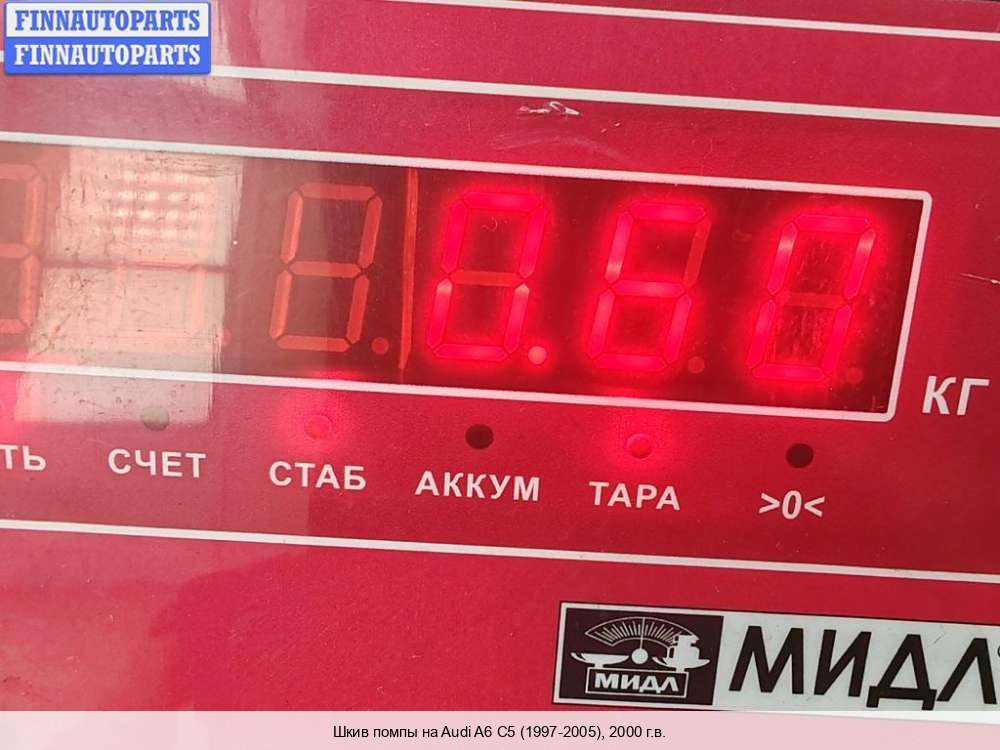 FINNAUTOPARTS
FINNAUTOPARTS
0.60
КГ
ТЬ СЧЕТ СТАБ АККУМ ТАРА >0<
МИДЛ МИДЛ
Шкив помпы на Audi A6 C5 (1997-2005), 2000 г.в.